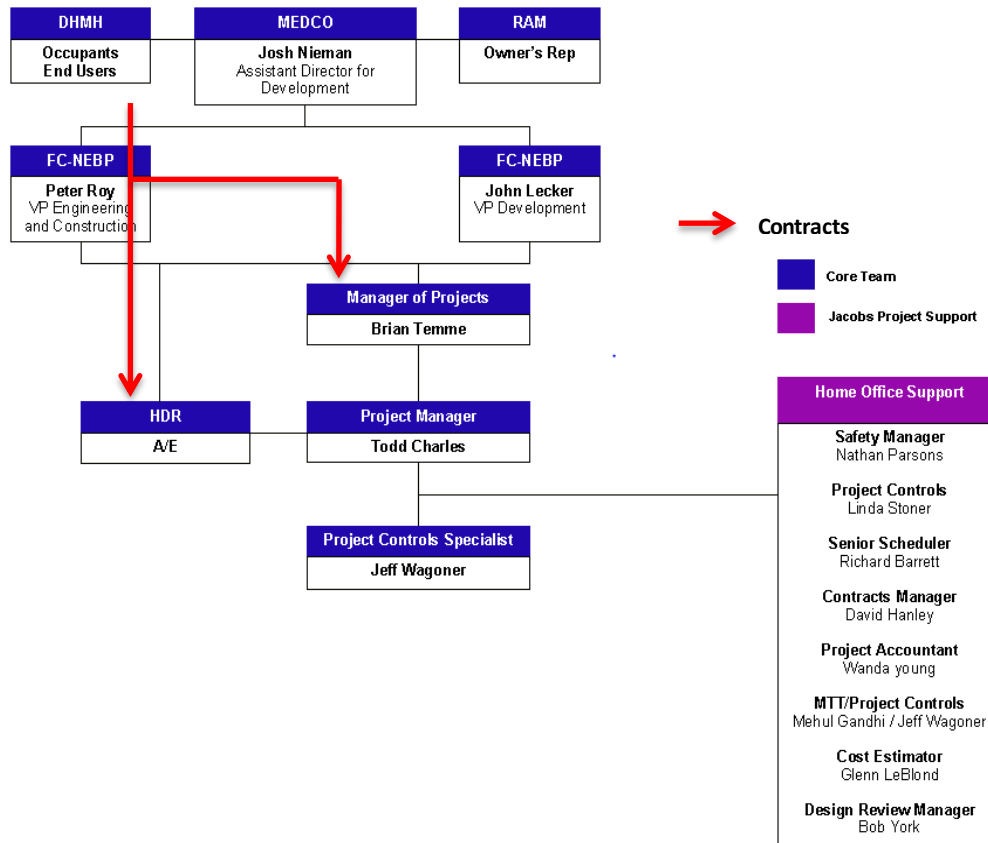 DHMH
Occupants
End Users
MEDCO
Josh Nieman
Assistant Director for
Development
RAM
Owner's Rep
FC-NEBP
Peter Roy
VP Engineering
and Construction
FC-NEBP
John Lecker
VP Development
Contracts
Core Team
Jacobs Project Support
Manager of Projects
Brian Temme
HDR
A/E
Project Manager
Todd Charles
Project Controls Specialist
Jeff Wagoner
Home Office Support
Safety Manager
Nathan Parsons
Project Controls
Linda Stoner
Senior Scheduler
Richard Barrett
Contracts Manager
David Hanley
Project Accountant
Wanda young
MTT/Project Controls
Mehul Gandhi / Jeff Wagoner
Cost Estimator
Glenn LeBlond
Design Review Manager
Bob York